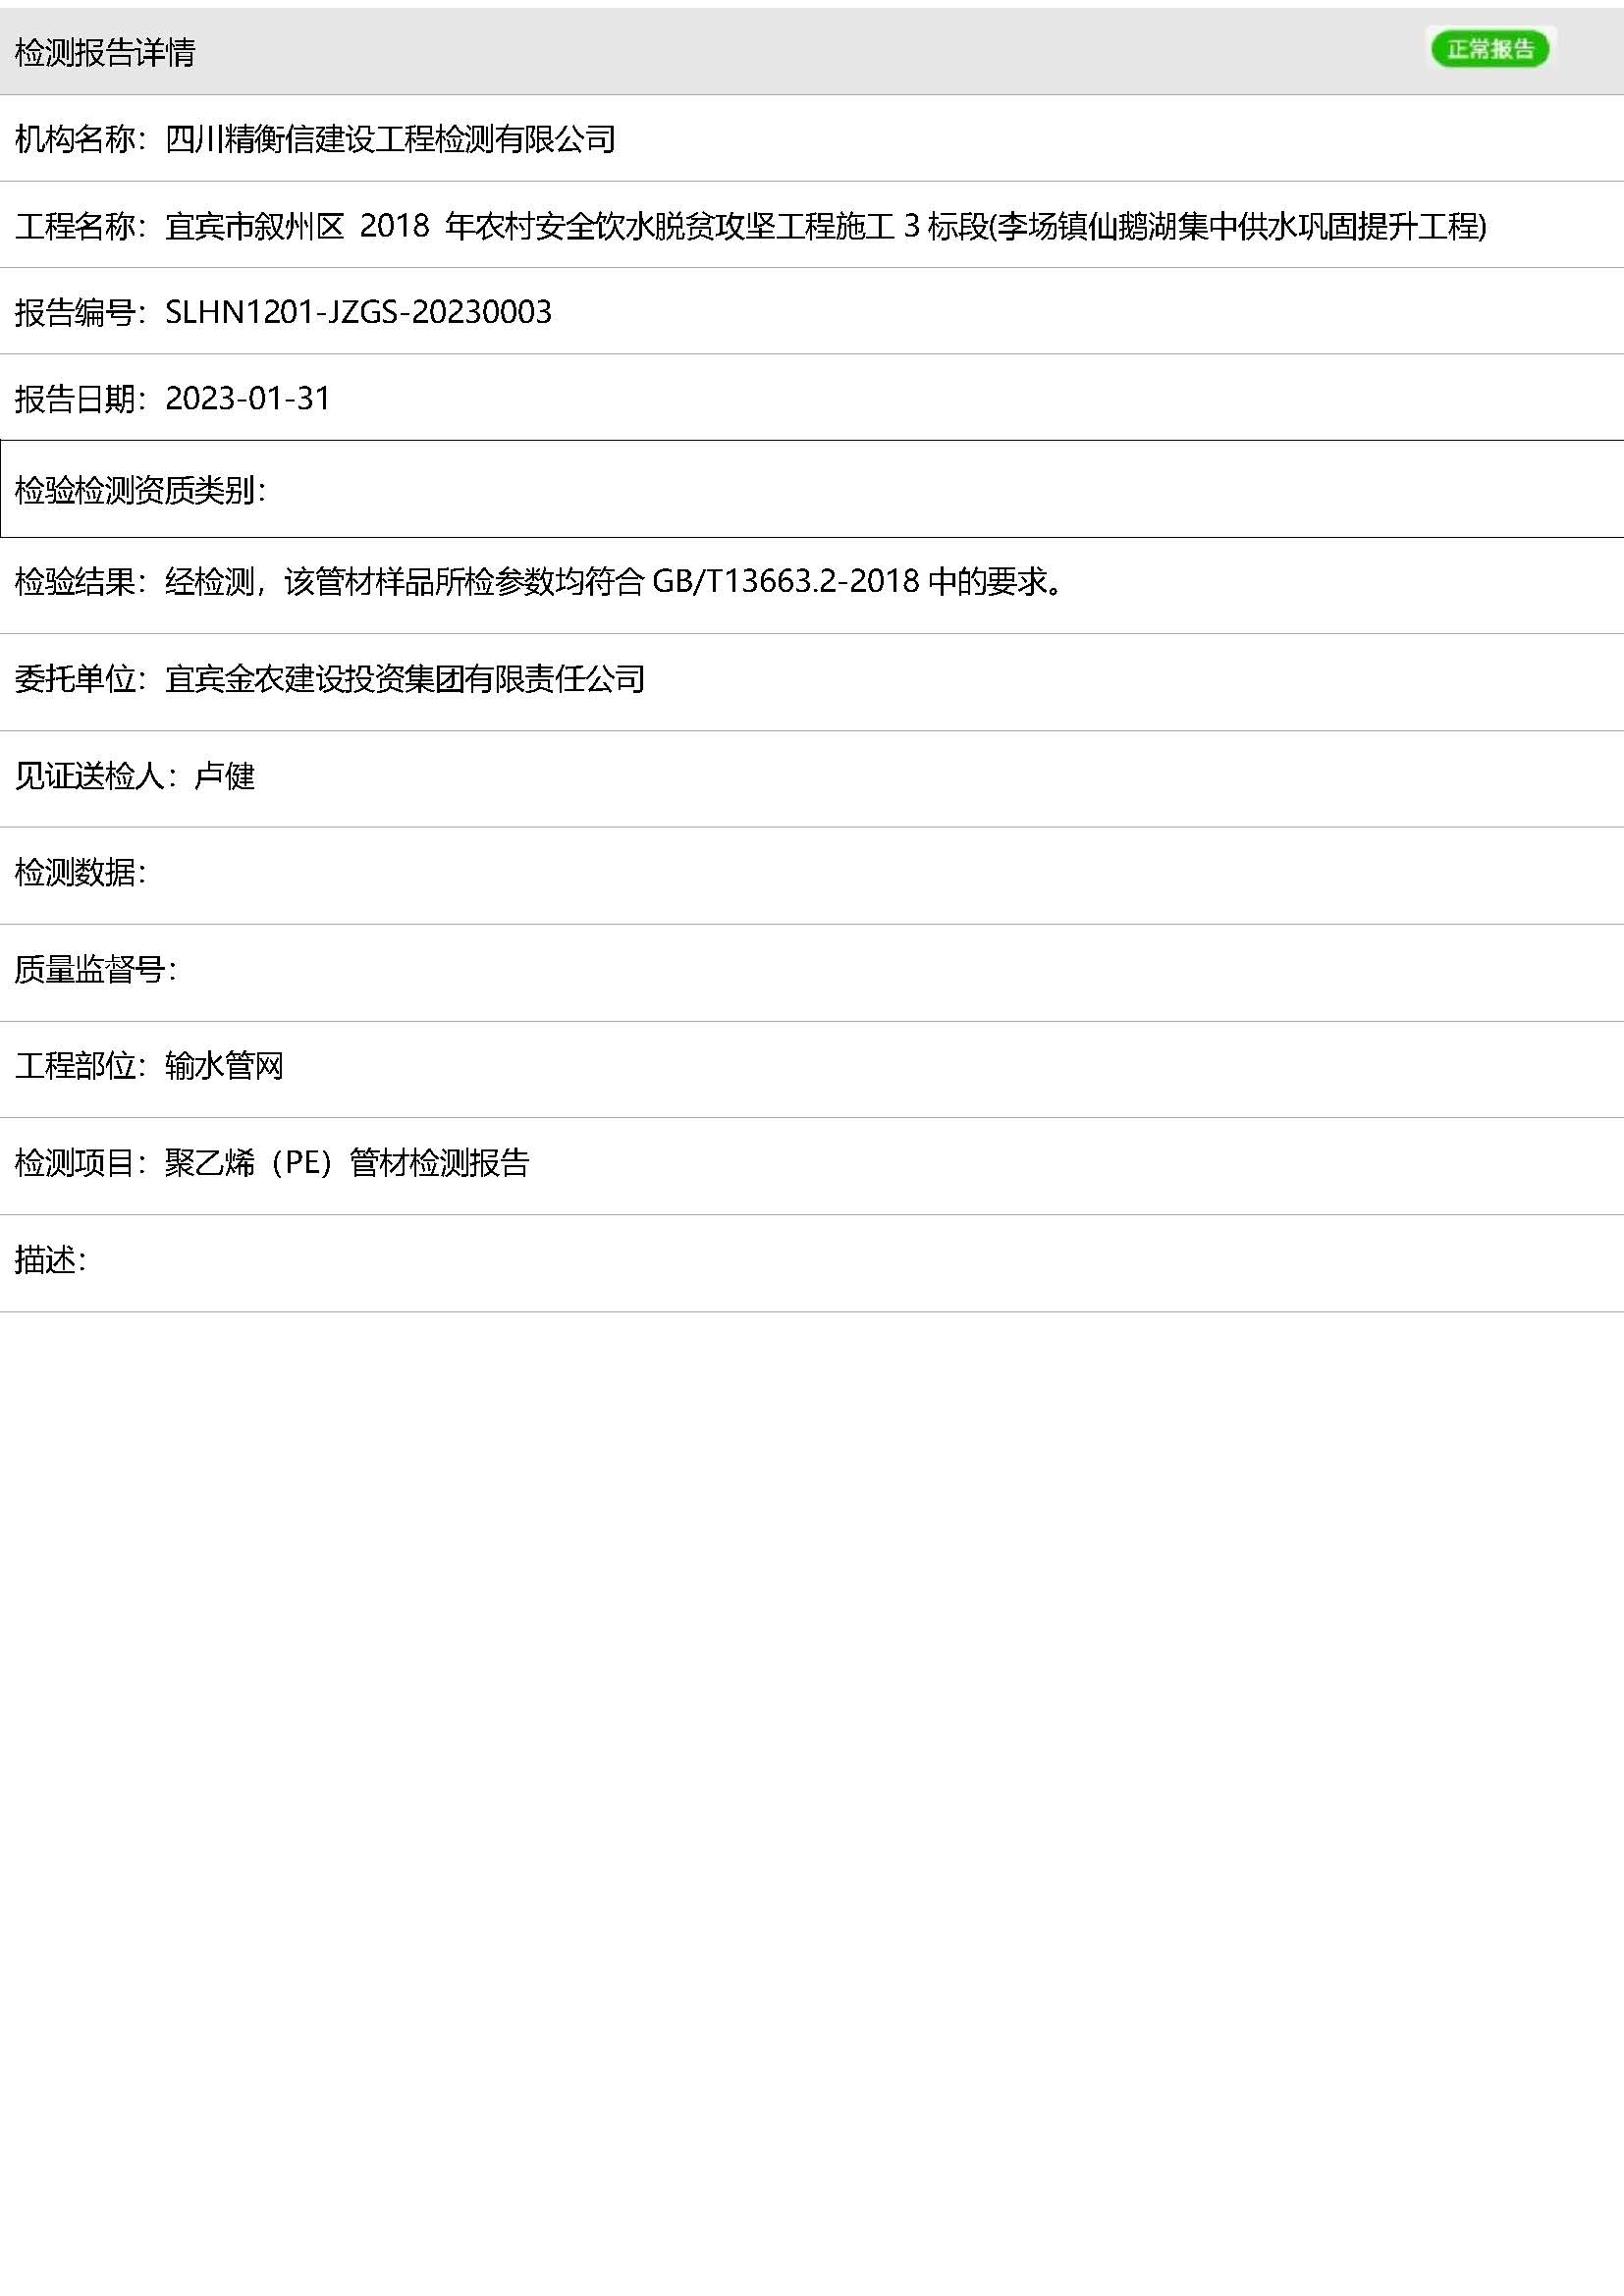 检测报告详情 正常报告
机构名称：四川精衡信建设工程检测有限公司
工程名称：宜宾市叙州区 2018 年农村安全饮水脱贫攻坚工程施工 3 标段(李场镇仙鹅湖集中供水巩固提升工程)
报告编号：SLHN1201-JZGS-20230003
报告日期：2023-01-31
检验检测资质类别：
检验结果：经检测，该管材样品所检参数均符合 GB/T13663.2-2018 中的要求。
委托单位：宜宾金农建设投资集团有限责任公司
见证送检人：卢健
检测数据：
质量监督号：
工程部位：输水管网
检测项目：聚乙烯（PE）管材检测报告
描述：